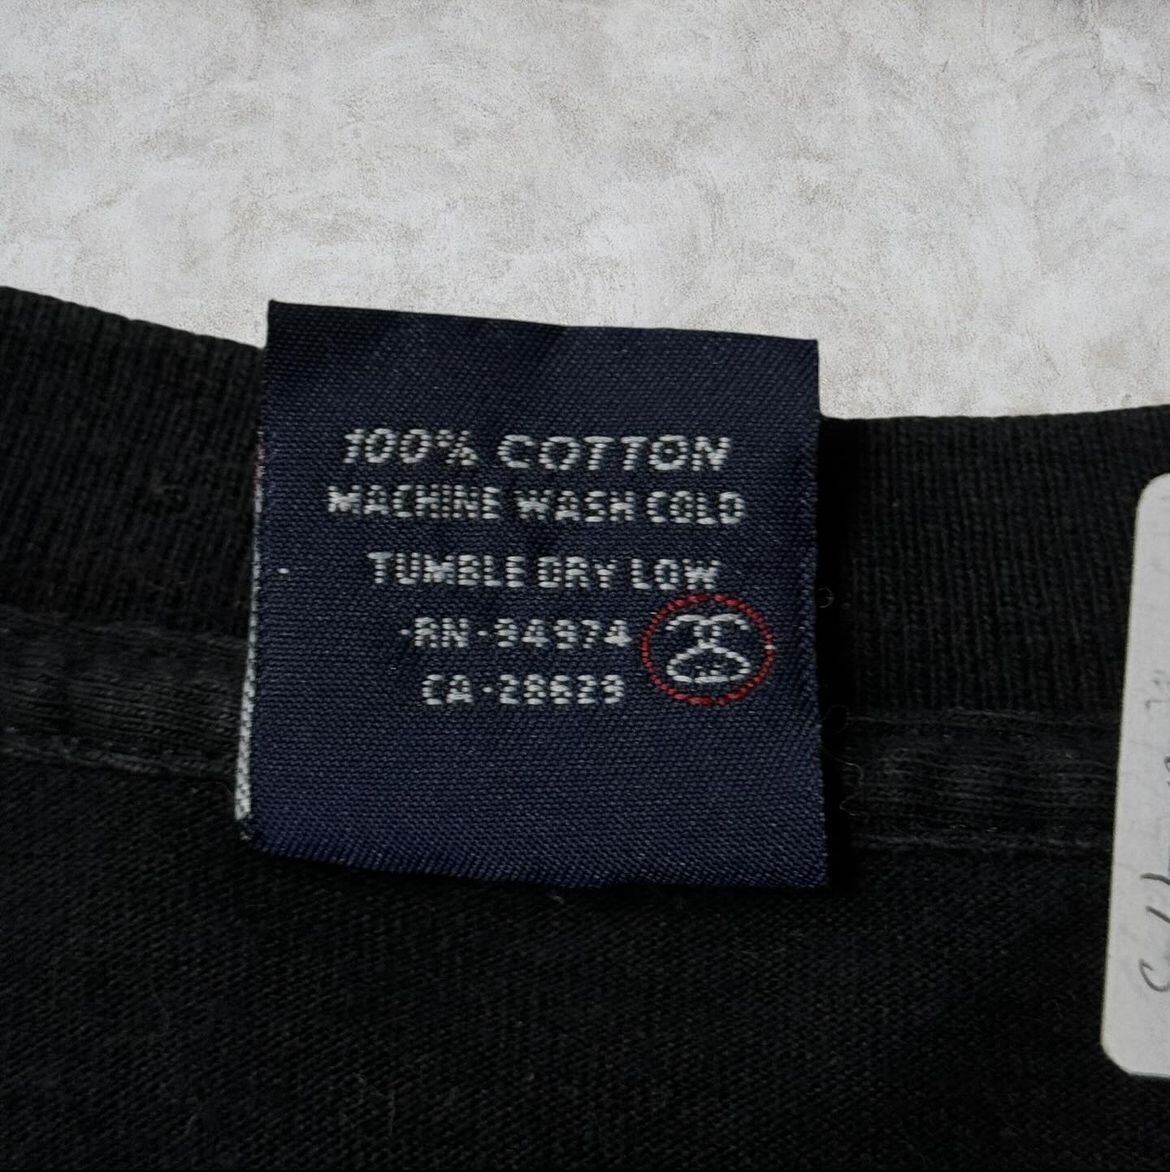 100% COTTON
MACHINE WASH COLD
TUMBLE DRY LOW
-RN-94974
CA-28629